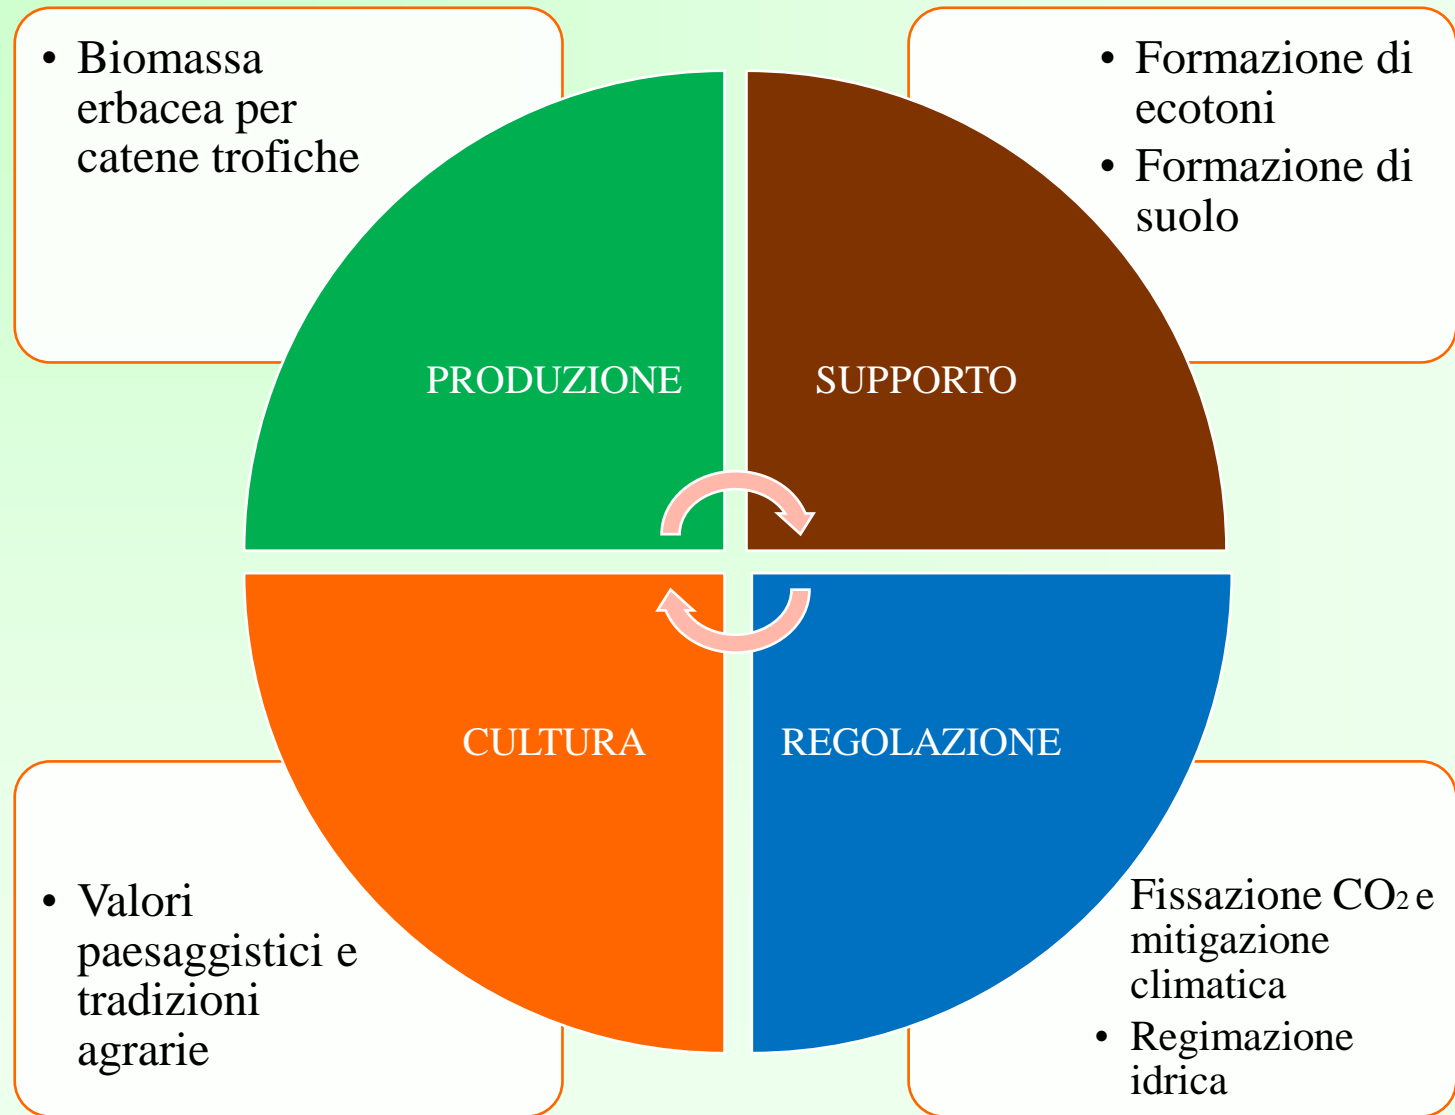 • Biomassa
erbacea per
catene trofiche
• Formazione di
ecotoni
• Formazione di
suolo
PRODUZIONE
SUPPORTO
CULTURA
REGOLAZIONE
• Valori
paesaggistici e
tradizioni
agrarie
Fissazione CO₂ e
mitigazione
climatica
• Regimazione
idrica